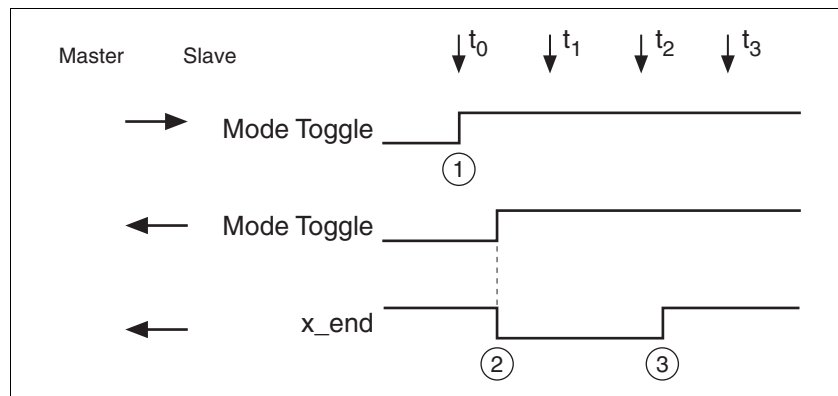 t₀ t₁ t₂ t₃
Master Slave
Mode Toggle
1
Mode Toggle
x_end
2 3